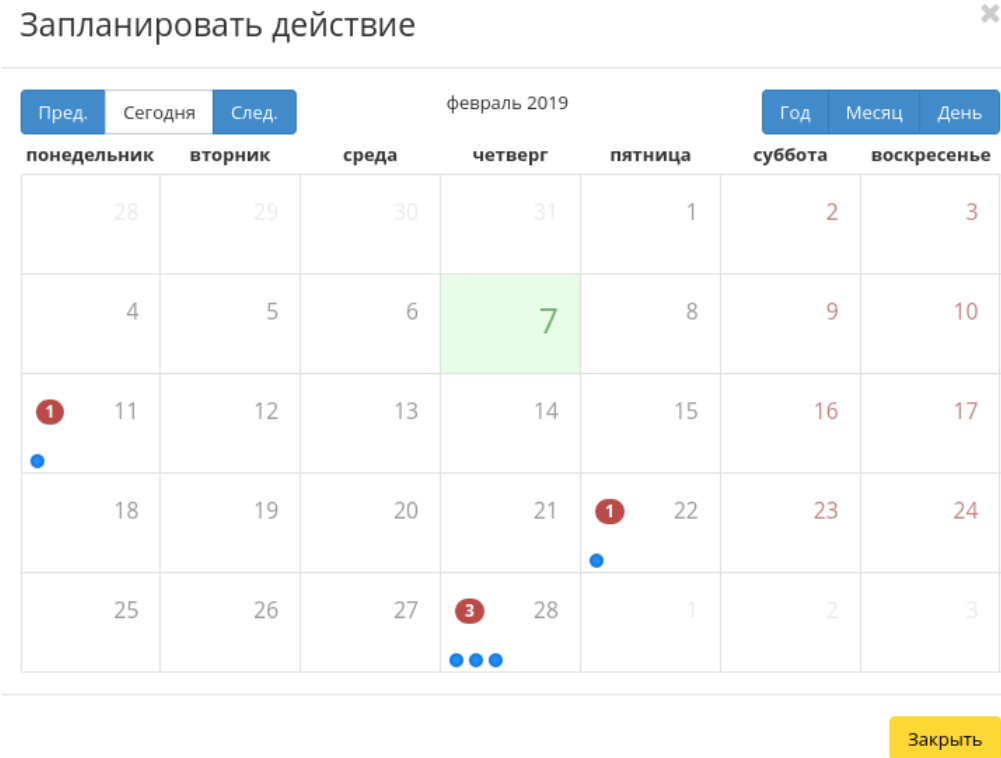 Запланировать действие ×
Пред. Сегодня След. февраль 2019 Год Месяц День
понедельник вторник среда четверг пятница суббота воскресенье
28 29 30 31 1 2 3
4 5 6 7 8 9 10
1 11 12 13 14 15 16 17
18 19 20 21 1 22 23 24
25 26 27 3 28 1 2 3
Закрыть